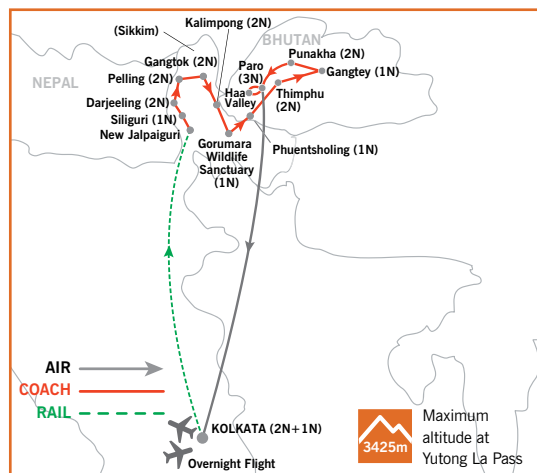 Kalimpong (2N)
(Sikkim)
BHUTAN
Gangtok (2N)
Punakha (2N)
Paro
(3N)
Gangtey (1N)
NEPAL
Pelling (2N)
Haa
Valley
Thimphu
(2N)
Darjeeling (2N)
Siliguri (1N)
New Jalpaiguri
Gorumara
Wildlife
Sanctuary
(1N)
Phuentsholing (1N)
AIR
COACH
RAIL
KOLKATA (2N+1N)
Overnight Flight
3425m
Maximum
altitude at
Yutong La Pass